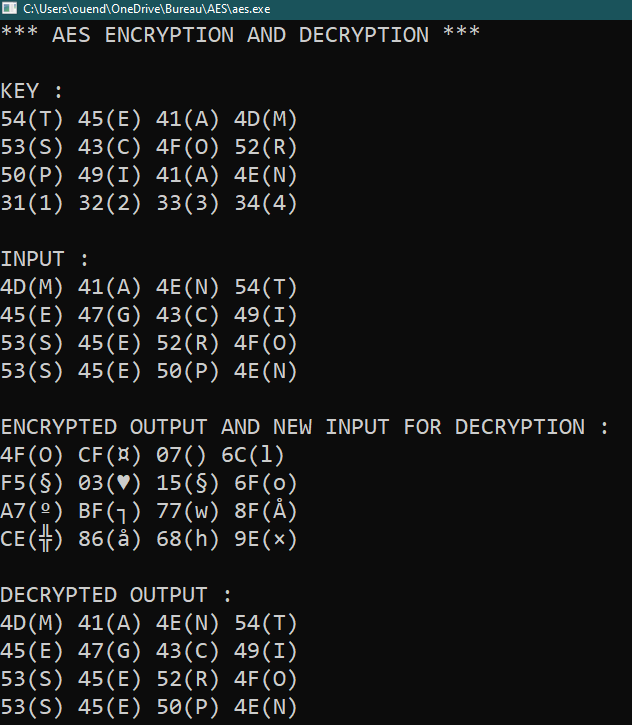 C:\Users\ouend\OneDrive\Bureau\AES\aes.exe
*** AES ENCRYPTION AND DECRYPTION ***
KEY :
54(T) 45(E) 41(A) 4D(M)
53(S) 43(C) 4F(O) 52(R)
50(P) 49(I) 41(A) 4E(N)
31(1) 32(2) 33(3) 34(4)
INPUT :
4D(M) 41(A) 4E(N) 54(T)
45(E) 47(G) 43(C) 49(I)
53(S) 45(E) 52(R) 4F(O)
53(S) 45(E) 50(P) 4E(N)
ENCRYPTED OUTPUT AND NEW INPUT FOR DECRYPTION :
4F(O) CF(¤) 07() 6C(l)
F5(§) 03(♥) 15(§) 6F(o)
A7(º) BF(┐) 77(w) 8F(Å)
CE(╬) 86(å) 68(h) 9E(×)
DECRYPTED OUTPUT :
4D(M) 41(A) 4E(N) 54(T)
45(E) 47(G) 43(C) 49(I)
53(S) 45(E) 52(R) 4F(O)
53(S) 45(E) 50(P) 4E(N)